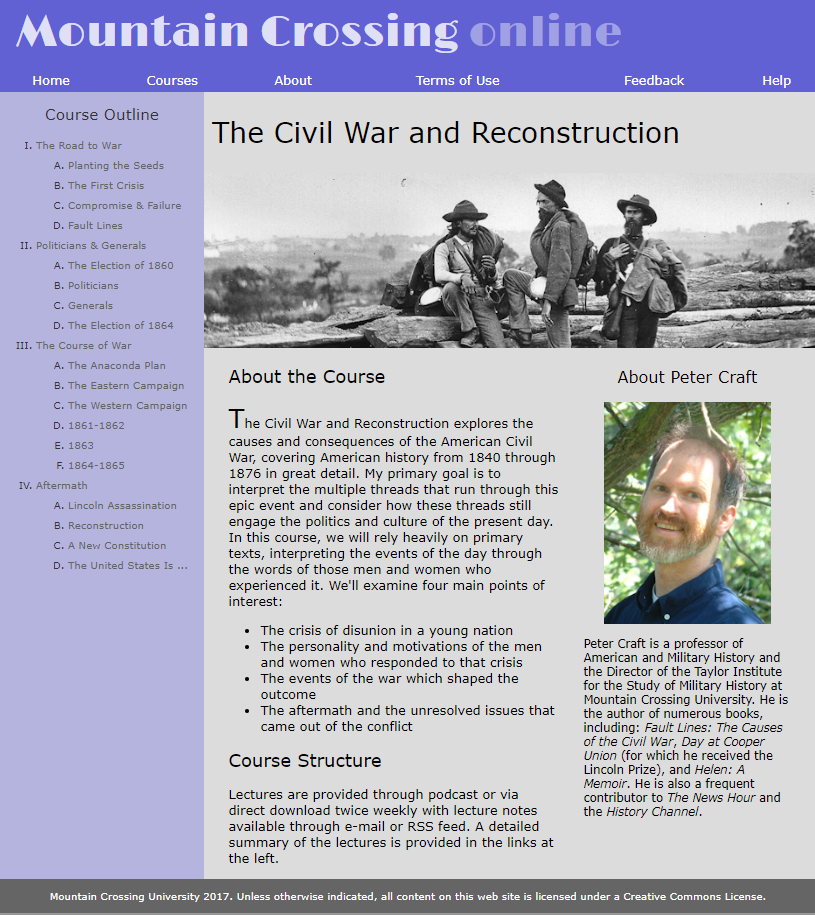 Mountain Crossing online
Home Courses About Terms of Use Feedback Help
Course Outline
I. The Road to War
A. Planting the Seeds
B. The First Crisis
C. Compromise & Failure
D. Fault Lines
II. Politicians & Generals
A. The Election of 1860
B. Politicians
C. Generals
D. The Election of 1864
III. The Course of War
A. The Anaconda Plan
B. The Eastern Campaign
C. The Western Campaign
D. 1861-1862
E. 1863
F. 1864-1865
IV. Aftermath
A. Lincoln Assassination
B. Reconstruction
C. A New Constitution
D. The United States Is ...
The Civil War and Reconstruction
About the Course
The Civil War and Reconstruction explores the
causes and consequences of the American Civil
War, covering American history from 1840 through
1876 in great detail. My primary goal is to
interpret the multiple threads that run through this
epic event and consider how these threads still
engage the politics and culture of the present day.
In this course, we will rely heavily on primary
texts, interpreting the events of the day through
the words of those men and women who
experienced it. We'll examine four main points of
interest:
• The crisis of disunion in a young nation
• The personality and motivations of the men
and women who responded to that crisis
• The events of the war which shaped the
outcome
• The aftermath and the unresolved issues that
came out of the conflict
Course Structure
Lectures are provided through podcast or via
direct download twice weekly with lecture notes
available through e-mail or RSS feed. A detailed
summary of the lectures is provided in the links at
the left.
About Peter Craft
Peter Craft is a professor of
American and Military History and
the Director of the Taylor Institute
for the Study of Military History at
Mountain Crossing University. He is
the author of numerous books,
including: Fault Lines: The Causes
of the Civil War, Day at Cooper
Union (for which he received the
Lincoln Prize), and Helen: A
Memoir. He is also a frequent
contributor to The News Hour and
the History Channel.
Mountain Crossing University 2017. Unless otherwise indicated, all content on this web site is licensed under a Creative Commons License.